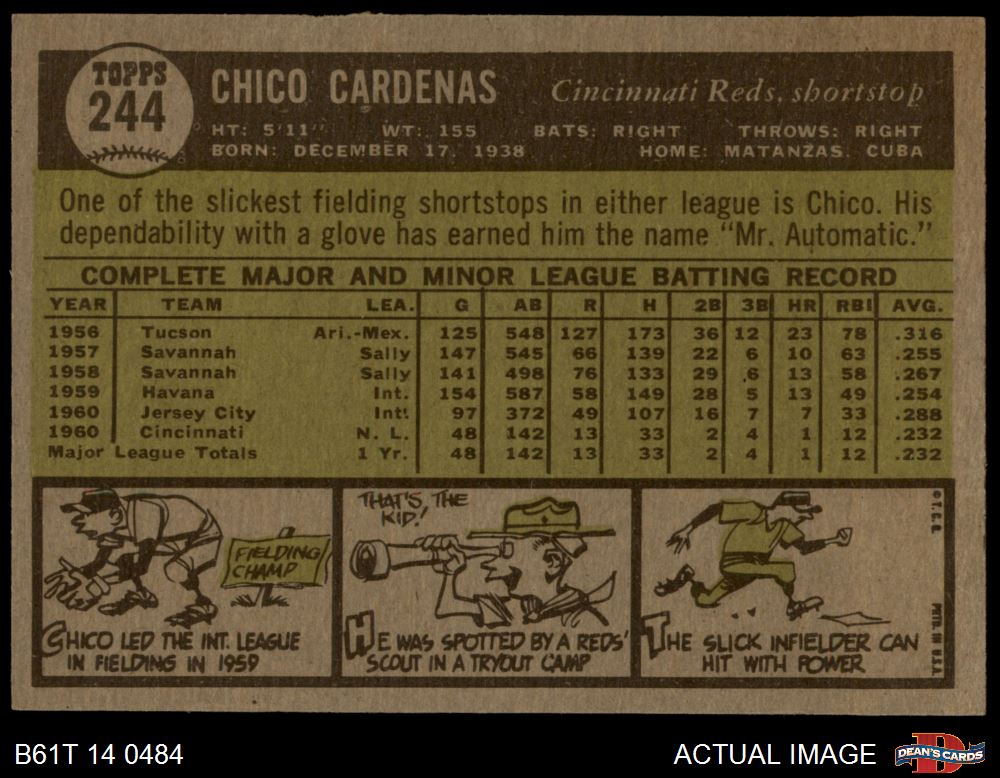 TOPPS
244
CHICO CARDENAS Cincinnati Reds, shortstop
HT: 5'11" WT: 155 BATS: RIGHT THROWS: RIGHT
BORN: DECEMBER 17, 1938 HOME: MATANZAS, CUBA
One of the slickest fielding shortstops in either league is Chico. His
dependability with a glove has earned him the name "Mr. Automatic."
COMPLETE MAJOR AND MINOR LEAGUE BATTING RECORD
YEAR TEAM LEA. G AB R H 2B 3B HR RBI AVG.
1956 Tucson Ari.-Mex. 125 548 127 173 36 12 23 78 .316
1957 Savannah Sally 147 545 66 139 22 6 10 63 .255
1958 Savannah Sally 141 498 76 133 29 6 13 58 .267
1959 Havana Int. 154 587 58 149 28 5 13 49 .254
1960 Jersey City Int. 97 372 49 107 16 7 7 33 .288
1960 Cincinnati N. L. 48 142 13 33 2 4 1 12 .232
Major League Totals 1 Yr. 48 142 13 33 2 4 1 12 .232
FIELDING
CHAMP
CHICO LED THE INT. LEAGUE
IN FIELDING IN 1959
THAT'S THE
KID!
HE WAS SPOTTED BY A REDS'
SCOUT IN A TRYOUT CAMP
THE SLICK INFIELDER CAN
HIT WITH POWER
© T.C.G. PTD. IN U.S.A.
B61T 14 0484 ACTUAL IMAGE DEAN'S CARDS